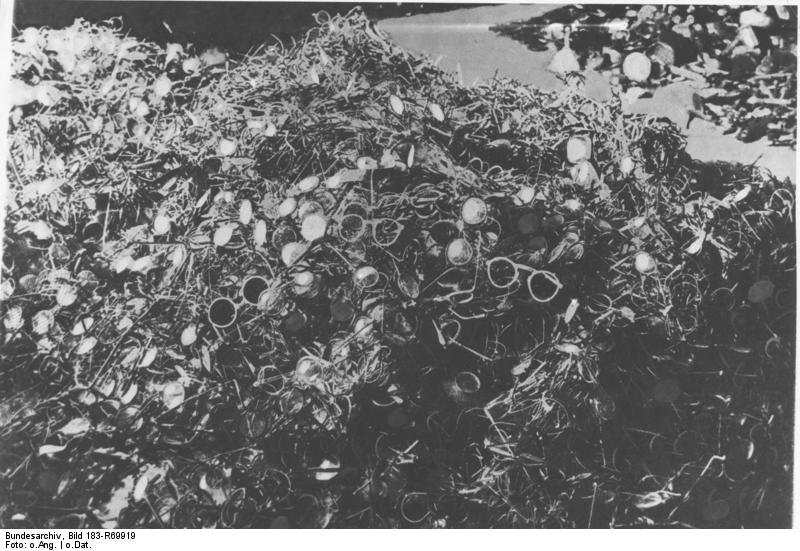 Bundesarchiv, Bild 183-R69919
Foto: o.Ang. | o.Dat.